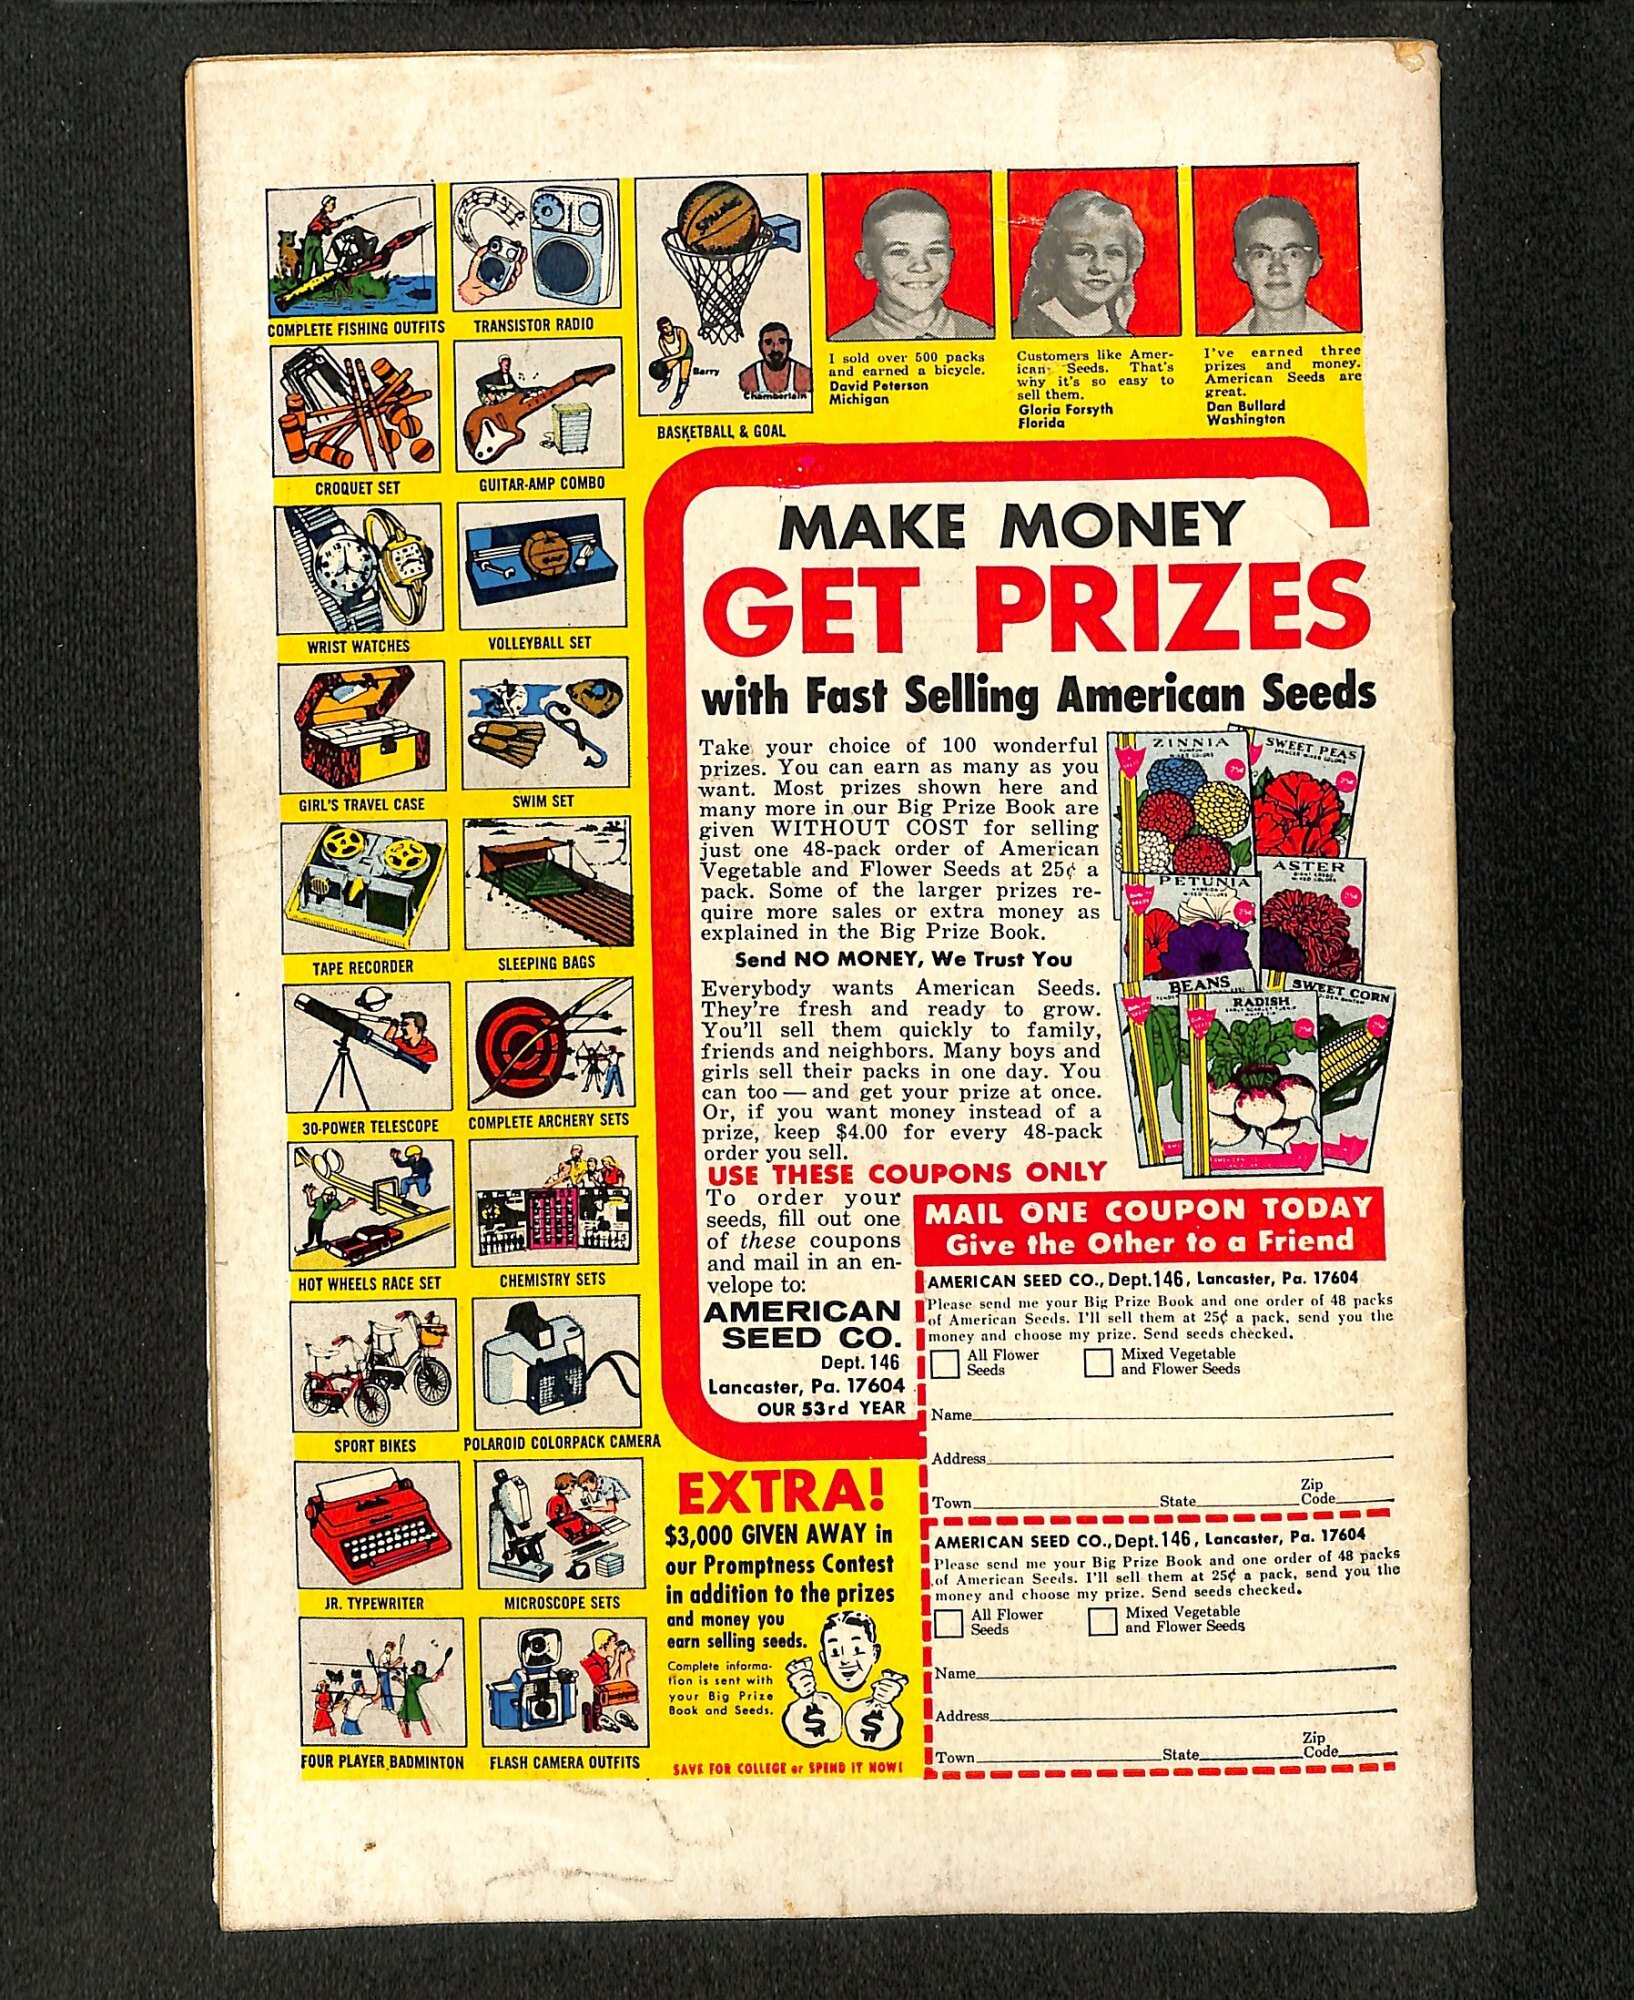 COMPLETE FISHING OUTFITS
TRANSISTOR RADIO
SPALDING
Barry
Chamberlain
BASKETBALL & GOAL
CROQUET SET
GUITAR-AMP COMBO
WRIST WATCHES
VOLLEYBALL SET
GIRL'S TRAVEL CASE
SWIM SET
TAPE RECORDER
SLEEPING BAGS
30-POWER TELESCOPE
COMPLETE ARCHERY SETS
HOT WHEELS RACE SET
CHEMISTRY SETS
SPORT BIKES
POLAROID COLORPACK CAMERA
JR. TYPEWRITER
MICROSCOPE SETS
FOUR PLAYER BADMINTON
FLASH CAMERA OUTFITS
I sold over 500 packs
and earned a bicycle.
David Peterson
Michigan
Customers like Amer-
ican Seeds. That's
why it's so easy to
sell them.
Gloria Forsyth
Florida
I've earned three
prizes and money.
American Seeds are
great.
Dan Bullard
Washington
MAKE MONEY
GET PRIZES
with Fast Selling American Seeds
Take your choice of 100 wonderful
prizes. You can earn as many as you
want. Most prizes shown here and
many more in our Big Prize Book are
given WITHOUT COST for selling
just one 48-pack order of American
Vegetable and Flower Seeds at 25¢ a
pack. Some of the larger prizes re-
quire more sales or extra money as
explained in the Big Prize Book.
Send NO MONEY, We Trust You
Everybody wants American Seeds.
They're fresh and ready to grow.
You'll sell them quickly to family,
friends and neighbors. Many boys and
girls sell their packs in one day. You
can too — and get your prize at once.
Or, if you want money instead of a
prize, keep $4.00 for every 48-pack
order you sell.
ZINNIA
MIXED COLORS
25¢
SWEET PEAS
25¢
PETUNIA
MIXED COLORS
25¢
ASTER
MIXED COLORS
25¢
BEANS
RADISH
25¢
SWEET CORN
25¢
USE THESE COUPONS ONLY
To order your
seeds, fill out one
of these coupons
and mail in an en-
velope to:
AMERICAN
SEED CO.
Dept. 146
Lancaster, Pa. 17604
OUR 53rd YEAR
MAIL ONE COUPON TODAY
Give the Other to a Friend
AMERICAN SEED CO., Dept. 146, Lancaster, Pa. 17604
Please send me your Big Prize Book and one order of 48 packs
of American Seeds. I'll sell them at 25¢ a pack, send you the
money and choose my prize. Send seeds checked.
All Flower
Seeds
Mixed Vegetable
and Flower Seeds
Name
Address
Town State Zip
Code
AMERICAN SEED CO., Dept. 146, Lancaster, Pa. 17604
Please send me your Big Prize Book and one order of 48 packs
of American Seeds. I'll sell them at 25¢ a pack, send you the
money and choose my prize. Send seeds checked.
All Flower
Seeds
Mixed Vegetable
and Flower Seeds
Name
Address
Town State Zip
Code
EXTRA!
$3,000 GIVEN AWAY in
our Promptness Contest
in addition to the prizes
and money you
earn selling seeds.
Complete informa-
tion is sent with
your Big Prize
Book and Seeds.
$ $
SAVE FOR COLLEGE or SPEND IT NOW!